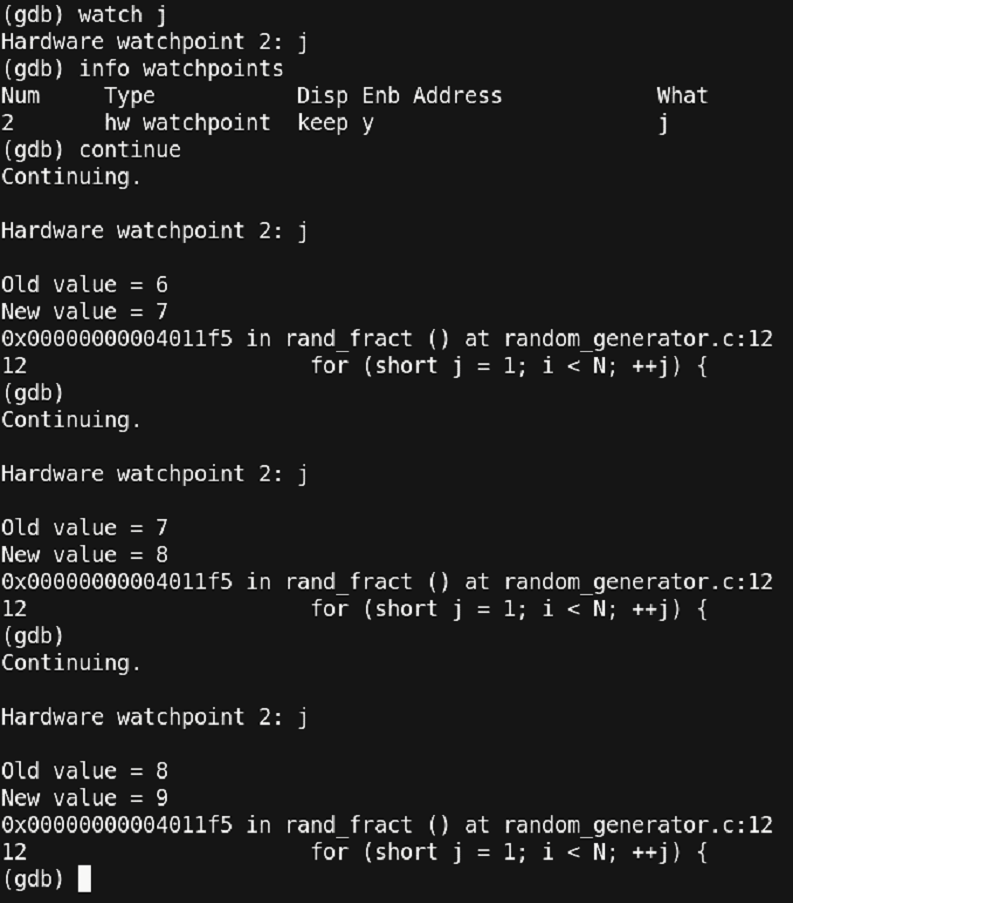 (gdb) watch j
Hardware watchpoint 2: j
(gdb) info watchpoints
Num     Type           Disp Enb Address            What
2       hw watchpoint  keep y                      j
(gdb) continue
Continuing.

Hardware watchpoint 2: j

Old value = 6
New value = 7
0x00000000004011f5 in rand_fract () at random_generator.c:12
12                      for (short j = 1; i < N; ++j) {
(gdb)
Continuing.

Hardware watchpoint 2: j

Old value = 7
New value = 8
0x00000000004011f5 in rand_fract () at random_generator.c:12
12                      for (short j = 1; i < N; ++j) {
(gdb)
Continuing.

Hardware watchpoint 2: j

Old value = 8
New value = 9
0x00000000004011f5 in rand_fract () at random_generator.c:12
12                      for (short j = 1; i < N; ++j) {
(gdb)